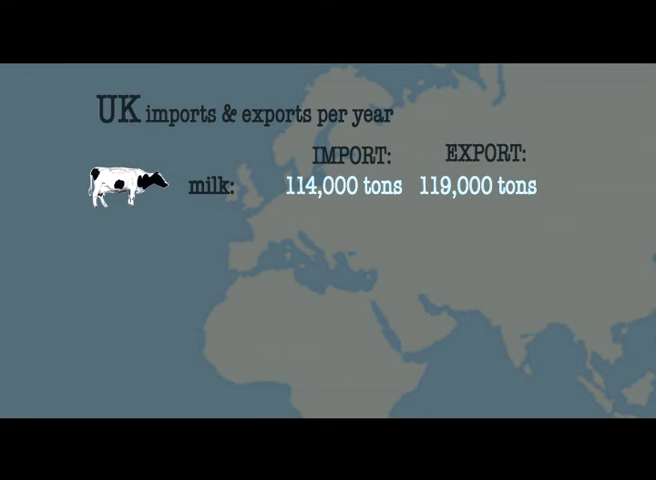 UK imports & exports per year
IMPORT: EXPORT:
milk: 114,000 tons 119,000 tons